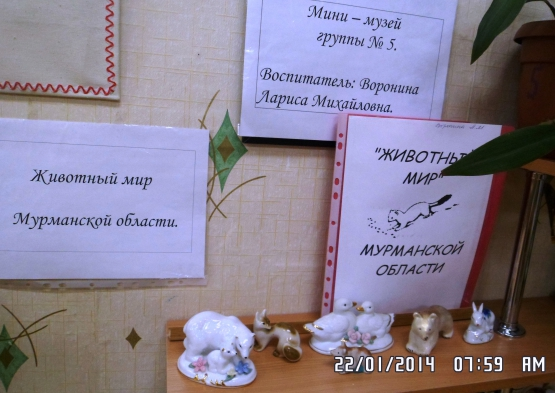 Мини – музей
группы № 5.
Воспитатель: Воронина
Лариса Михайловна.
Животный мир
Мурманской области.
"ЖИВОТНЫЙ
МИР"
МУРМАНСКОЙ
ОБЛАСТИ
22/01/2014 07:59 AM